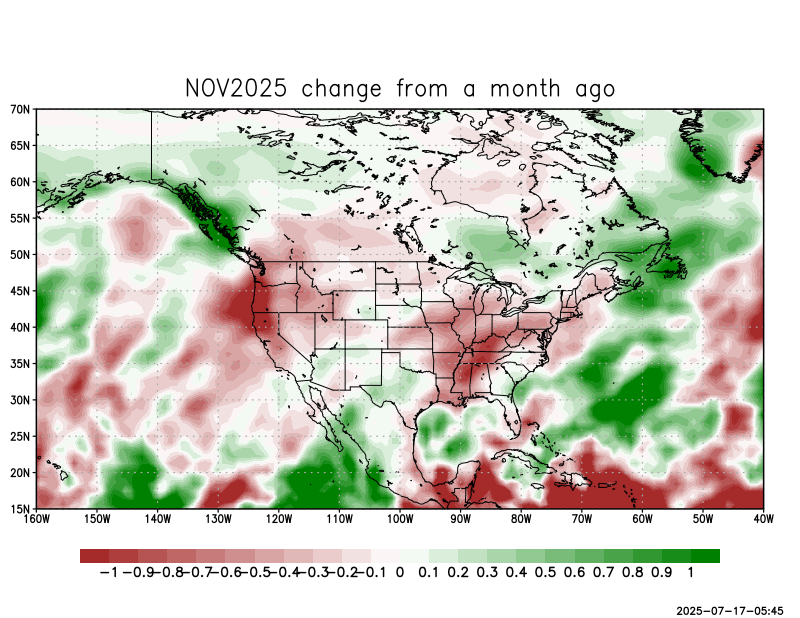 NOV2025 change from a month ago
70N
65N
60N
55N
50N
45N
40N
35N
30N
25N
20N
15N
160W 150W 140W 130W 120W 110W 100W 90W 80W 70W 60W 50W 40W
-1 -0.9 -0.8 -0.7 -0.6 -0.5 -0.4 -0.3 -0.2 -0.1 0 0.1 0.2 0.3 0.4 0.5 0.6 0.7 0.8 0.9 1
2025-07-17-05:45